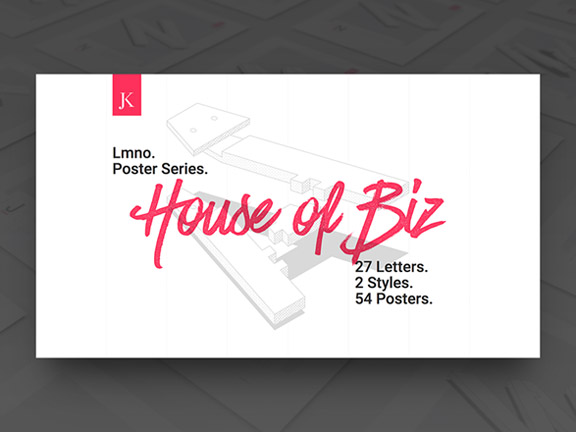 JK
Lmno.
Poster Series.
House of Biz
27 Letters.
2 Styles.
54 Posters.